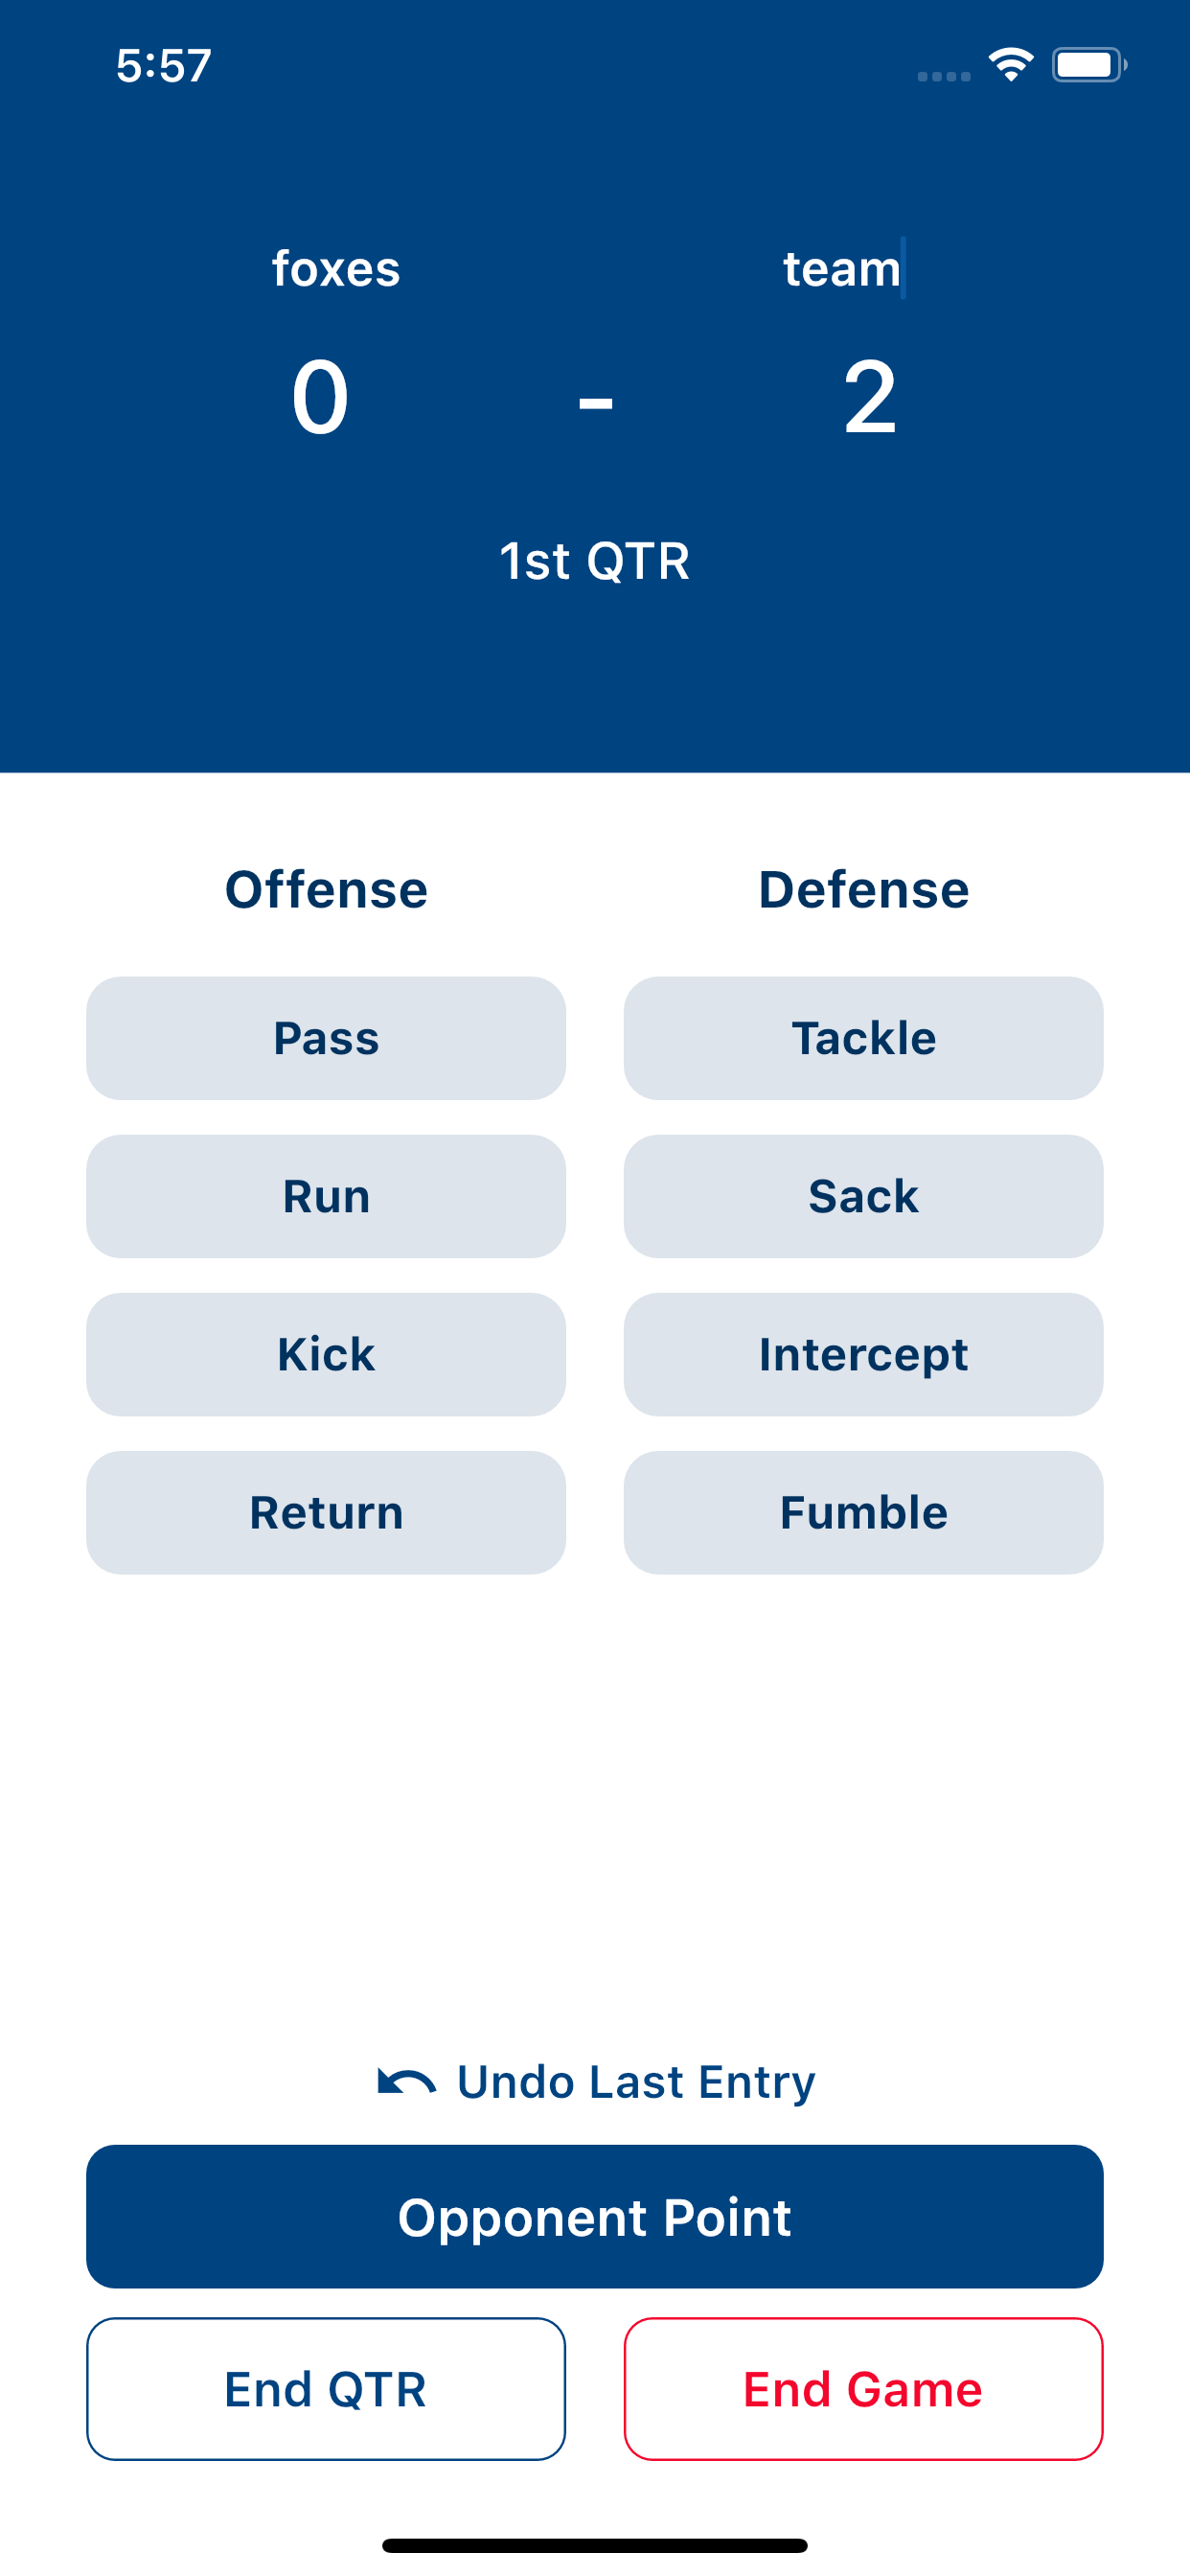 5:57
foxes team
0 - 2
1st QTR
Offense Defense
Pass Tackle
Run Sack
Kick Intercept
Return Fumble
Undo Last Entry
Opponent Point
End QTR End Game